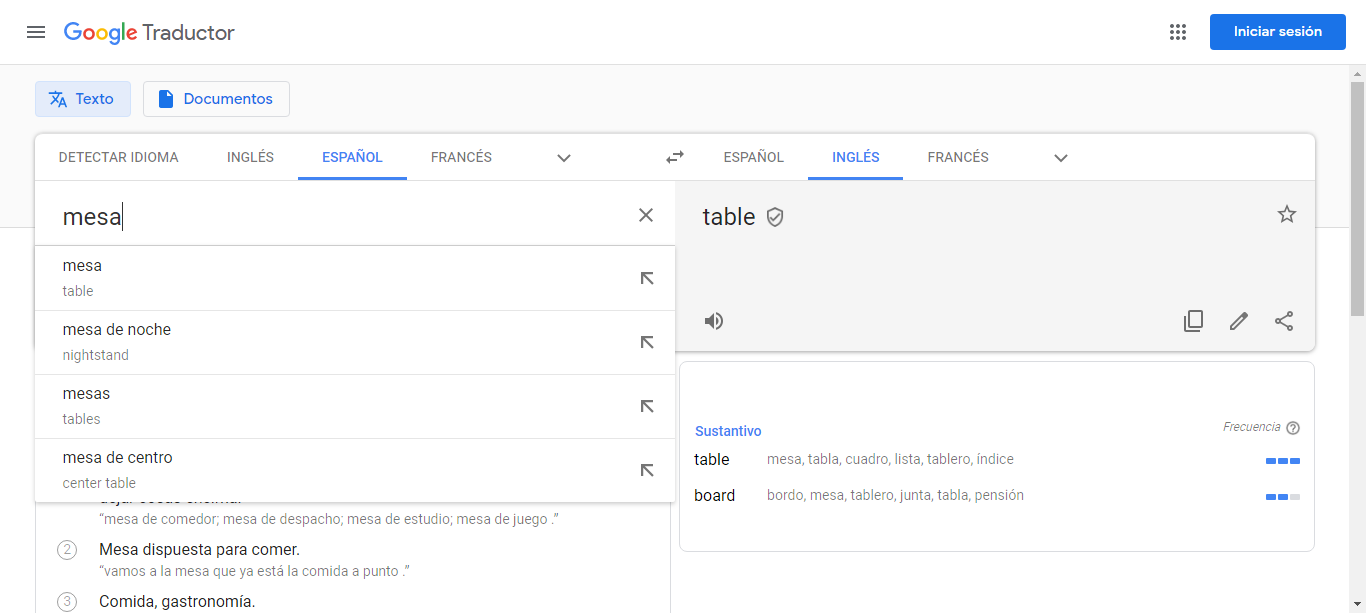 Google Traductor
Iniciar sesión
Texto
Documentos
DETECTAR IDIOMA INGLÉS ESPAÑOL FRANCÉS
ESPAÑOL INGLÉS FRANCÉS
mesa
table
mesa
table
mesa de noche
nightstand
mesas
tables
mesa de centro
center table
“mesa de comedor; mesa de despacho; mesa de estudio; mesa de juego .”
2 Mesa dispuesta para comer.
“vamos a la mesa que ya está la comida a punto .”
3 Comida, gastronomía.
Sustantivo
Frecuencia
table mesa, tabla, cuadro, lista, tablero, índice
board bordo, mesa, tablero, junta, tabla, pensión